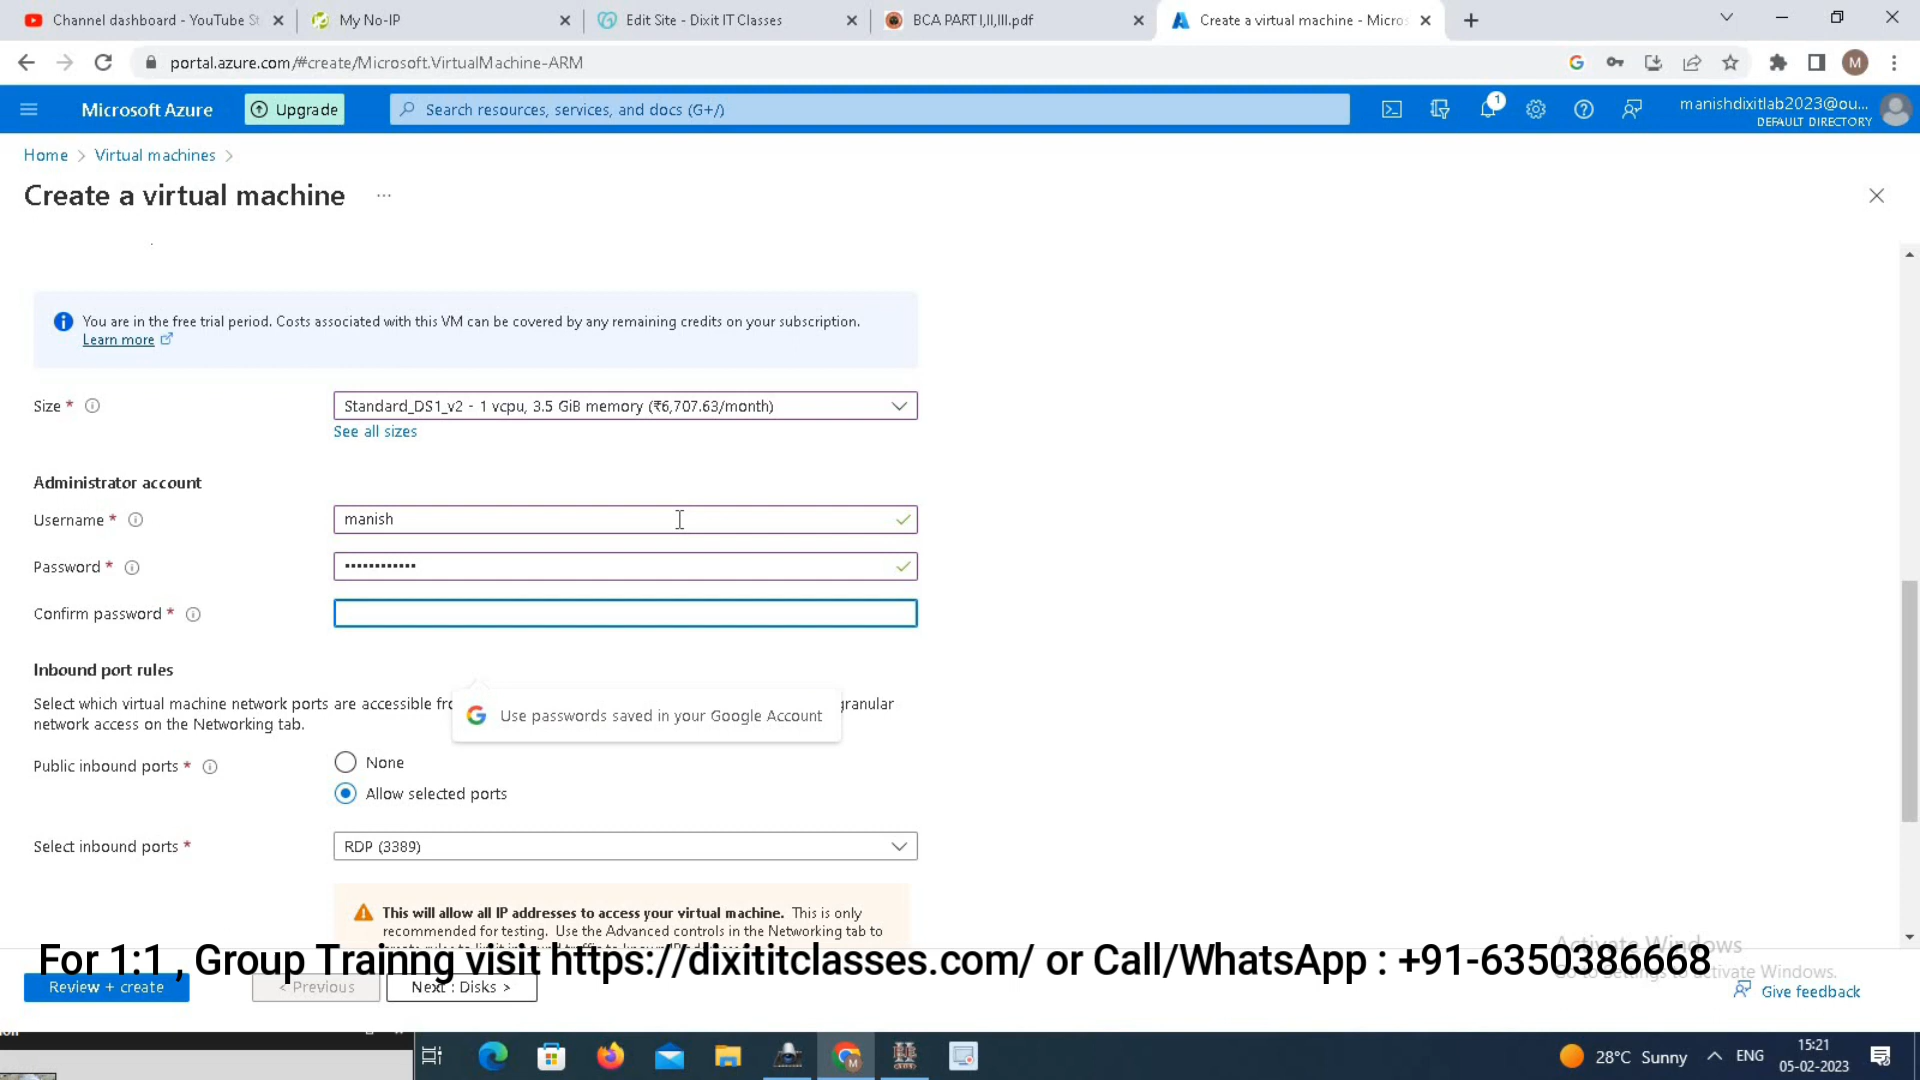 Channel dashboard - YouTube St
My No-IP
Edit Site - Dixit IT Classes
BCA PART I,II,III.pdf
Create a virtual machine - Micros
portal.azure.com/#create/Microsoft.VirtualMachine-ARM
M
Microsoft Azure
Upgrade
Search resources, services, and docs (G+/)
1
manishdixitlab2023@ou...
DEFAULT DIRECTORY
Home > Virtual machines >
Create a virtual machine ...
You are in the free trial period. Costs associated with this VM can be covered by any remaining credits on your subscription.
Learn more
Size *
Standard_DS1_v2 - 1 vcpu, 3.5 GiB memory (₹6,707.63/month)
See all sizes
Administrator account
Username *
manish
Password *
••••••••••••
Confirm password *
Inbound port rules
Select which virtual machine network ports are accessible fro
granular
network access on the Networking tab.
Use passwords saved in your Google Account
Public inbound ports *
None
Allow selected ports
Select inbound ports *
RDP (3389)
This will allow all IP addresses to access your virtual machine. This is only
recommended for testing. Use the Advanced controls in the Networking tab to
Activate Windows
For 1:1 , Group Trainng visit https://dixititclasses.com/ or Call/WhatsApp : +91-6350386668
Review + create
< Previous
Next : Disks >
Give feedback
28°C Sunny
ENG
15:21
05-02-2023